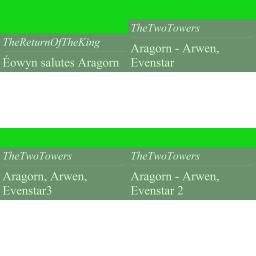 TheReturnOfTheKing
Éowyn salutes Aragorn
TheTwoTowers
Aragorn - Arwen,
Evenstar
TheTwoTowers
Aragorn, Arwen,
Evenstar3
TheTwoTowers
Aragorn - Arwen,
Evenstar 2